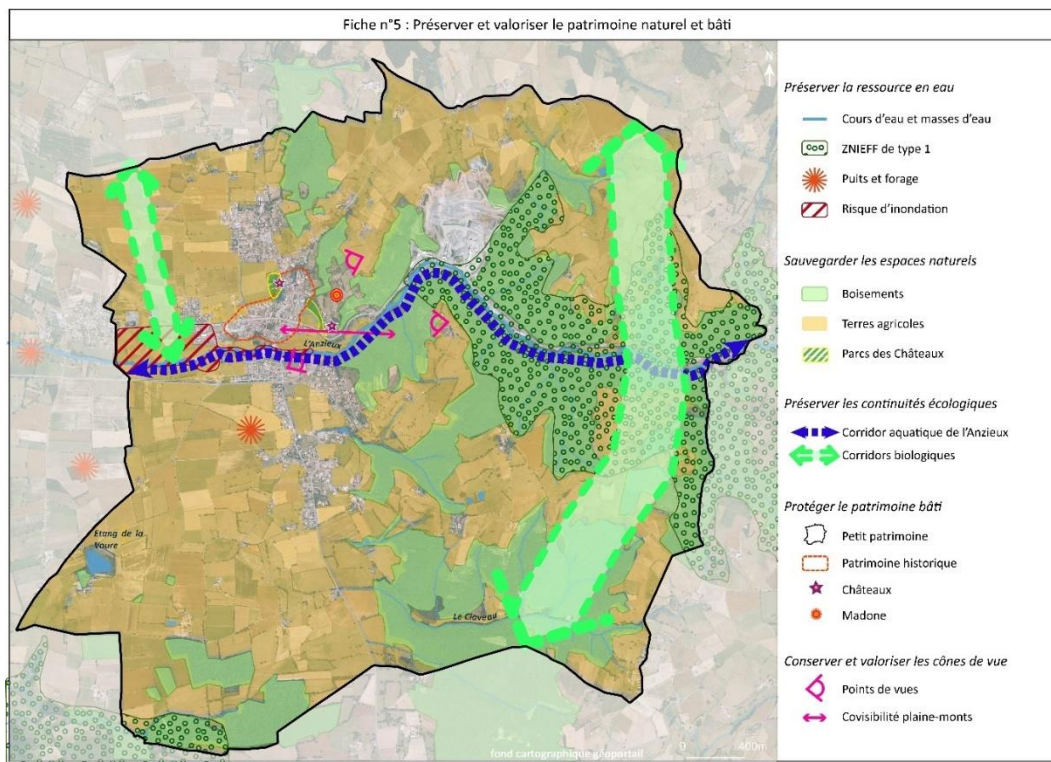 Fiche n°5 : Préserver et valoriser le patrimoine naturel et bâti
L'Anzieux
Etang de la
Vaure
Le Claveau
fond cartographique géoportail
0 400m
Préserver la ressource en eau
Cours d'eau et masses d'eau
ZNIEFF de type 1
Puits et forage
Risque d'inondation
Sauvegarder les espaces naturels
Boisements
Terres agricoles
Parcs des Châteaux
Préserver les continuités écologiques
Corridor aquatique de l'Anzieux
Corridors biologiques
Protéger le patrimoine bâti
Petit patrimoine
Patrimoine historique
Châteaux
Madone
Conserver et valoriser les cônes de vue
Points de vues
Covisibilité plaine-monts